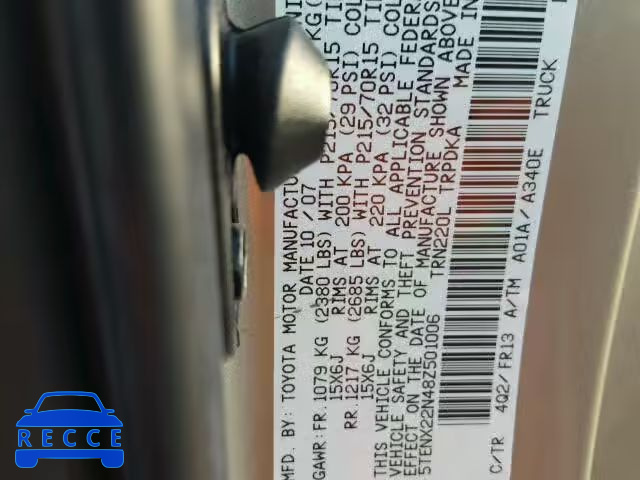 MFD. BY: TOYOTA MOTOR MANUFACTU
DATE 10 / 07
GAWR: FR. 1079 KG (2380 LBS) WITH P215/70R15 TI
15X6J RIMS AT 200 KPA (29 PSI) COL
RR. 1217 KG (2685 LBS) WITH P215/70R15 TI
15X6J RIMS AT 220 KPA (32 PSI) COL
THIS VEHICLE CONFORMS TO ALL APPLICABLE FEDERA
VEHICLE SAFETY AND THEFT PREVENTION STANDARDS
EFFECT ON THE DATE OF MANUFACTURE SHOWN ABOVE
5TENX22N48Z501006 TRN220L TRPDKA MADE IN
C/TR 4Q2/FR13 A/TM A01A/A340E TRUCK
RECCE